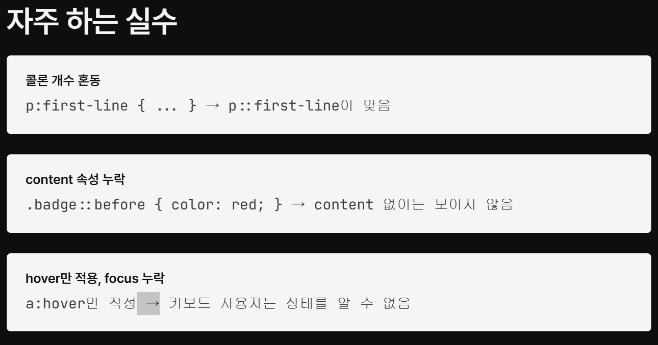 자주 하는 실수
콜론 개수 혼동
p:first-line { ... } → p::first-line이 맞음
content 속성 누락
.badge::before { color: red; } → content 없이는 보이지 않음
hover만 적용, focus 누락
a:hover만 작성 → 키보드 사용자는 상태를 알 수 없음